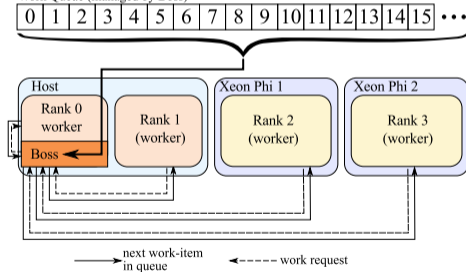 0 1 2 3 4 5 6 7 8 9 10 11 12 13 14 15 •••
Host
Xeon Phi 1
Xeon Phi 2
Rank 0
worker
Boss
Rank 1
(worker)
Rank 2
(worker)
Rank 3
(worker)
next work-item
in queue
work request